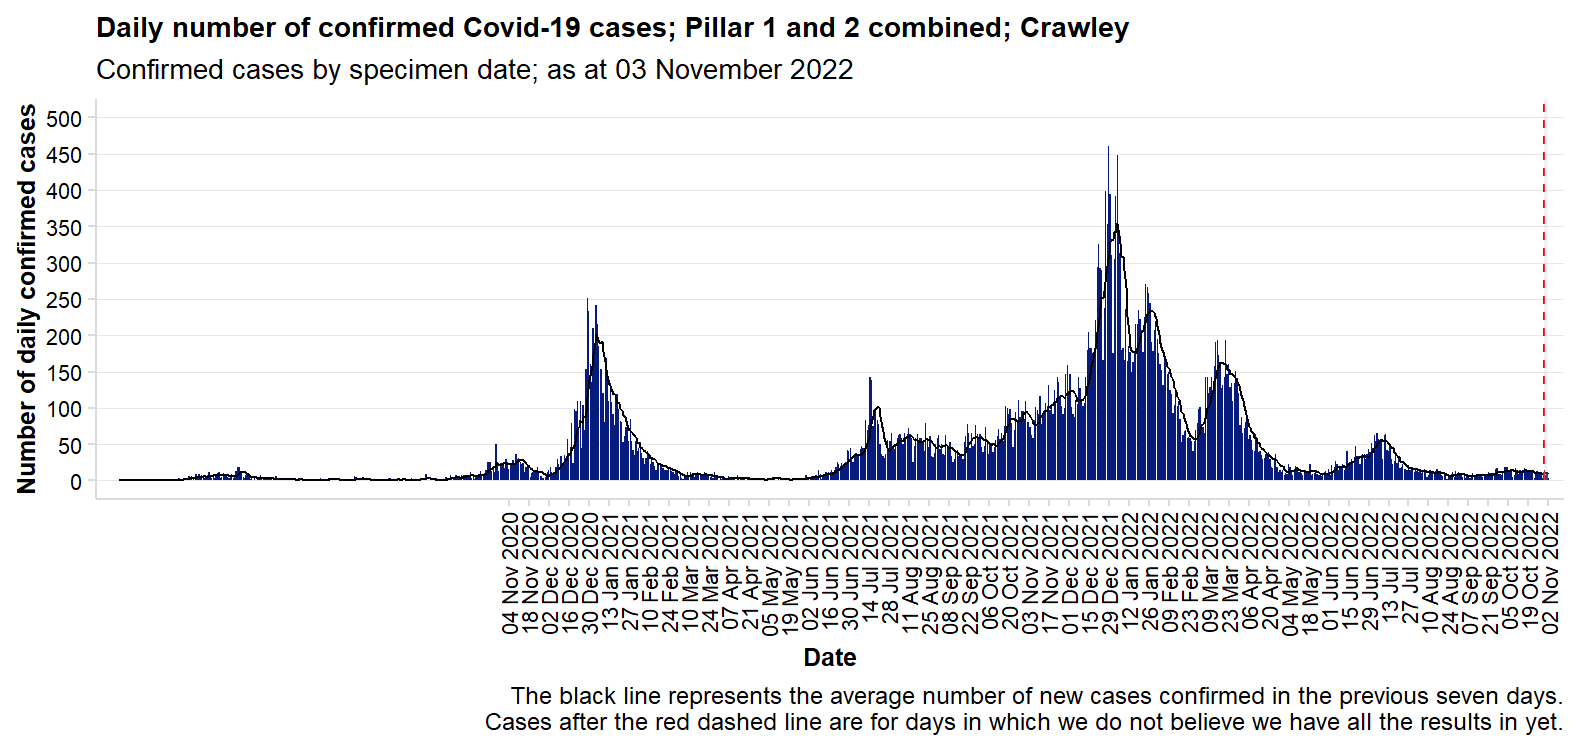 Daily number of confirmed Covid-19 cases; Pillar 1 and 2 combined; Crawley
Confirmed cases by specimen date; as at 03 November 2022
Number of daily confirmed cases
500
450
400
350
300
250
200
150
100
50
0
04 Nov 2020
18 Nov 2020
02 Dec 2020
16 Dec 2020
30 Dec 2020
13 Jan 2021
27 Jan 2021
10 Feb 2021
24 Feb 2021
10 Mar 2021
24 Mar 2021
07 Apr 2021
21 Apr 2021
05 May 2021
19 May 2021
02 Jun 2021
16 Jun 2021
30 Jun 2021
14 Jul 2021
28 Jul 2021
11 Aug 2021
25 Aug 2021
08 Sep 2021
22 Sep 2021
06 Oct 2021
20 Oct 2021
03 Nov 2021
17 Nov 2021
01 Dec 2021
15 Dec 2021
29 Dec 2021
12 Jan 2022
26 Jan 2022
09 Feb 2022
23 Feb 2022
09 Mar 2022
23 Mar 2022
06 Apr 2022
20 Apr 2022
04 May 2022
18 May 2022
01 Jun 2022
15 Jun 2022
29 Jun 2022
13 Jul 2022
27 Jul 2022
10 Aug 2022
24 Aug 2022
07 Sep 2022
21 Sep 2022
05 Oct 2022
19 Oct 2022
02 Nov 2022
Date
The black line represents the average number of new cases confirmed in the previous seven days.
Cases after the red dashed line are for days in which we do not believe we have all the results in yet.